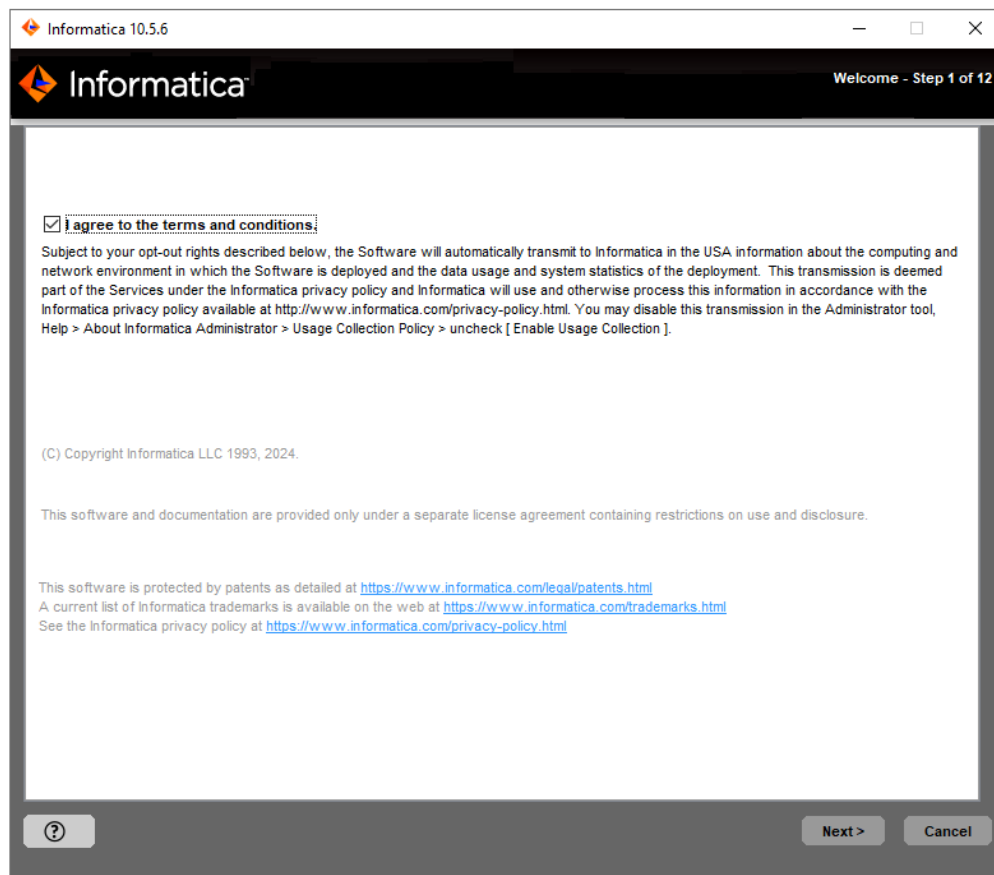 Informatica 10.5.6
Informatica
Welcome - Step 1 of 12
I agree to the terms and conditions.
Subject to your opt-out rights described below, the Software will automatically transmit to Informatica in the USA information about the computing and
network environment in which the Software is deployed and the data usage and system statistics of the deployment.  This transmission is deemed
part of the Services under the Informatica privacy policy and Informatica will use and otherwise process this information in accordance with the
Informatica privacy policy available at http://www.informatica.com/privacy-policy.html. You may disable this transmission in the Administrator tool,
Help > About Informatica Administrator > Usage Collection Policy > uncheck [ Enable Usage Collection ].
(C) Copyright Informatica LLC 1993, 2024.
This software and documentation are provided only under a separate license agreement containing restrictions on use and disclosure.
This software is protected by patents as detailed at https://www.informatica.com/legal/patents.html
A current list of Informatica trademarks is available on the web at https://www.informatica.com/trademarks.html
See the Informatica privacy policy at https://www.informatica.com/privacy-policy.html
?
Next >
Cancel